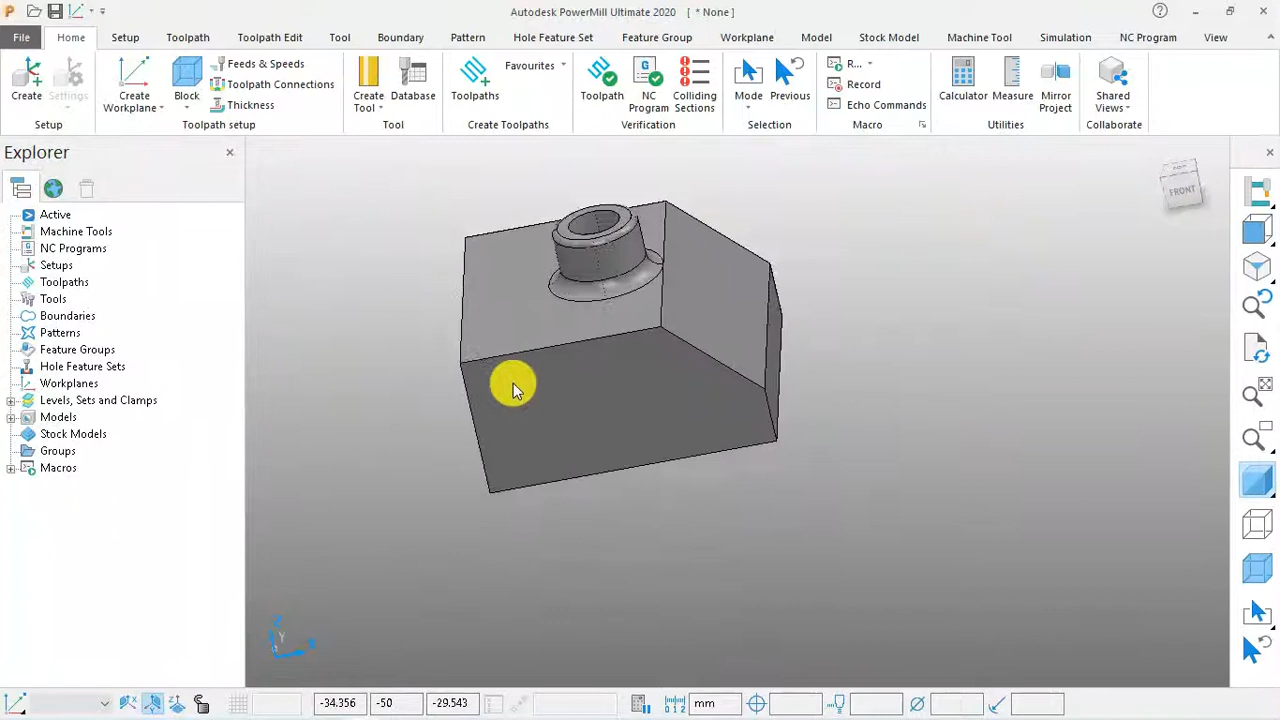 Autodesk PowerMill Ultimate 2020 [ * None ]
File Home Setup Toolpath Toolpath Edit Tool Boundary Pattern Hole Feature Set Feature Group Workplane Model Stock Model Machine Tool Simulation NC Program View
Create
Settings
Setup
Create
Workplane
Block
Feeds & Speeds
Toolpath Connections
Thickness
Toolpath setup
Create
Tool
Database
Tool
Toolpaths
Favourites
Create Toolpaths
Toolpath
NC
Program
Colliding
Sections
Verification
Previous
Selection
R...
Record
Echo Commands
Macro
Calculator
Measure
Mirror
Project
Utilities
Shared
Views
Collaborate
Explorer
Active
Machine Tools
NC Programs
Setups
Toolpaths
Tools
Boundaries
Patterns
Feature Groups
Hole Feature Sets
Workplanes
Levels, Sets and Clamps
Models
Stock Models
Groups
Macros
FRONT
Y
-34.356 -50 -29.543 mm